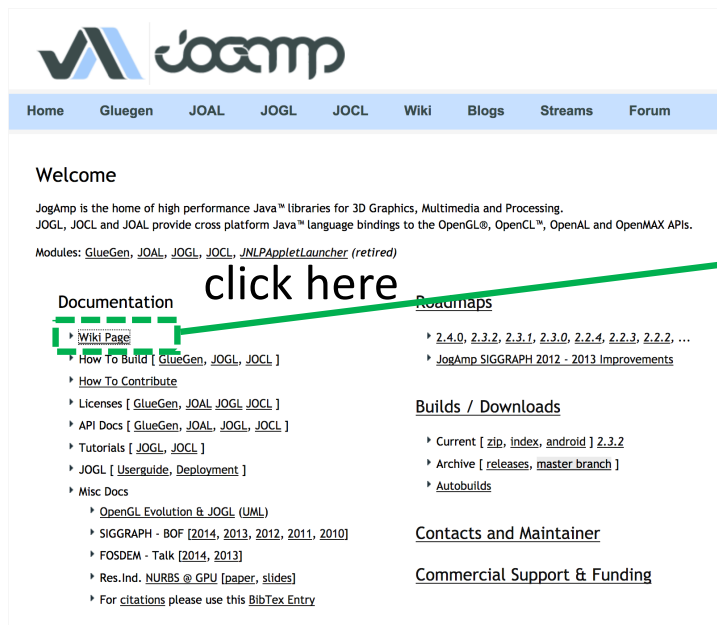 JogAmp
Home Gluegen JOAL JOGL JOCL Wiki Blogs Streams Forum
Welcome
JogAmp is the home of high performance Java™ libraries for 3D Graphics, Multimedia and Processing.
JOGL, JOCL and JOAL provide cross platform Java™ language bindings to the OpenGL®, OpenCL™, OpenAL and OpenMAX APIs.
Modules: GlueGen, JOAL, JOGL, JOCL, JNLPAppletLauncher (retired)
click here
Documentation
Wiki Page
How To Build [ GlueGen, JOGL, JOCL ]
How To Contribute
Licenses [ GlueGen, JOAL JOGL JOCL ]
API Docs [ GlueGen, JOAL, JOGL, JOCL ]
Tutorials [ JOGL, JOCL ]
JOGL [ Userguide, Deployment ]
Misc Docs
OpenGL Evolution & JOGL (UML)
SIGGRAPH - BOF [2014, 2013, 2012, 2011, 2010]
FOSDEM - Talk [2014, 2013]
Res.Ind. NURBS @ GPU [paper, slides]
For citations please use this BibTex Entry
Roadmaps
2.4.0, 2.3.2, 2.3.1, 2.3.0, 2.2.4, 2.2.3, 2.2.2, ...
JogAmp SIGGRAPH 2012 - 2013 Improvements
Builds / Downloads
Current [ zip, index, android ] 2.3.2
Archive [ releases, master branch ]
Autobuilds
Contacts and Maintainer
Commercial Support & Funding